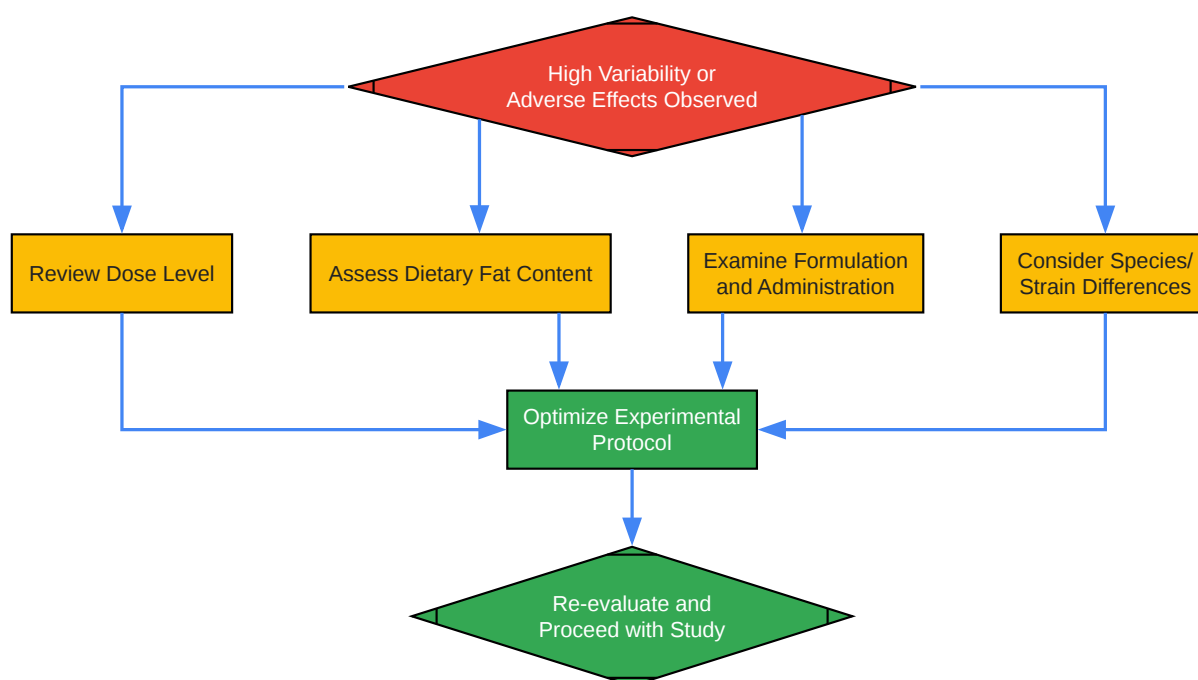 High Variability or
Adverse Effects Observed
Review Dose Level
Assess Dietary Fat Content
Examine Formulation
and Administration
Consider Species/
Strain Differences
Optimize Experimental
Protocol
Re-evaluate and
Proceed with Study